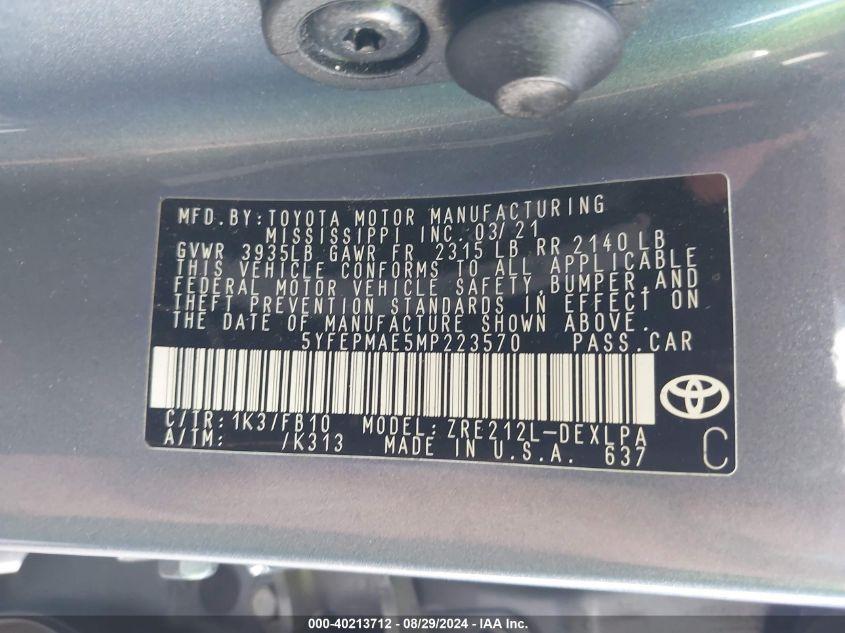 MFD. BY: TOYOTA MOTOR MANUFACTURING
MISSISSIPPI INC. 03/21
GVWR 3935LB GAWR FR 2315 LB RR 2140 LB
THIS VEHICLE CONFORMS TO ALL APPLICABLE
FEDERAL MOTOR VEHICLE SAFETY, BUMPER, AND
THEFT PREVENTION STANDARDS IN EFFECT ON
THE DATE OF MANUFACTURE SHOWN ABOVE.
5YFEPMAE5MP223570 PASS. CAR
C/TR: 1K3/FB10 MODEL: ZRE212L-DEXLPA
A/TM: /K313 MADE IN U.S.A. 637
C
000-40213712 - 08/29/2024 - IAA Inc.